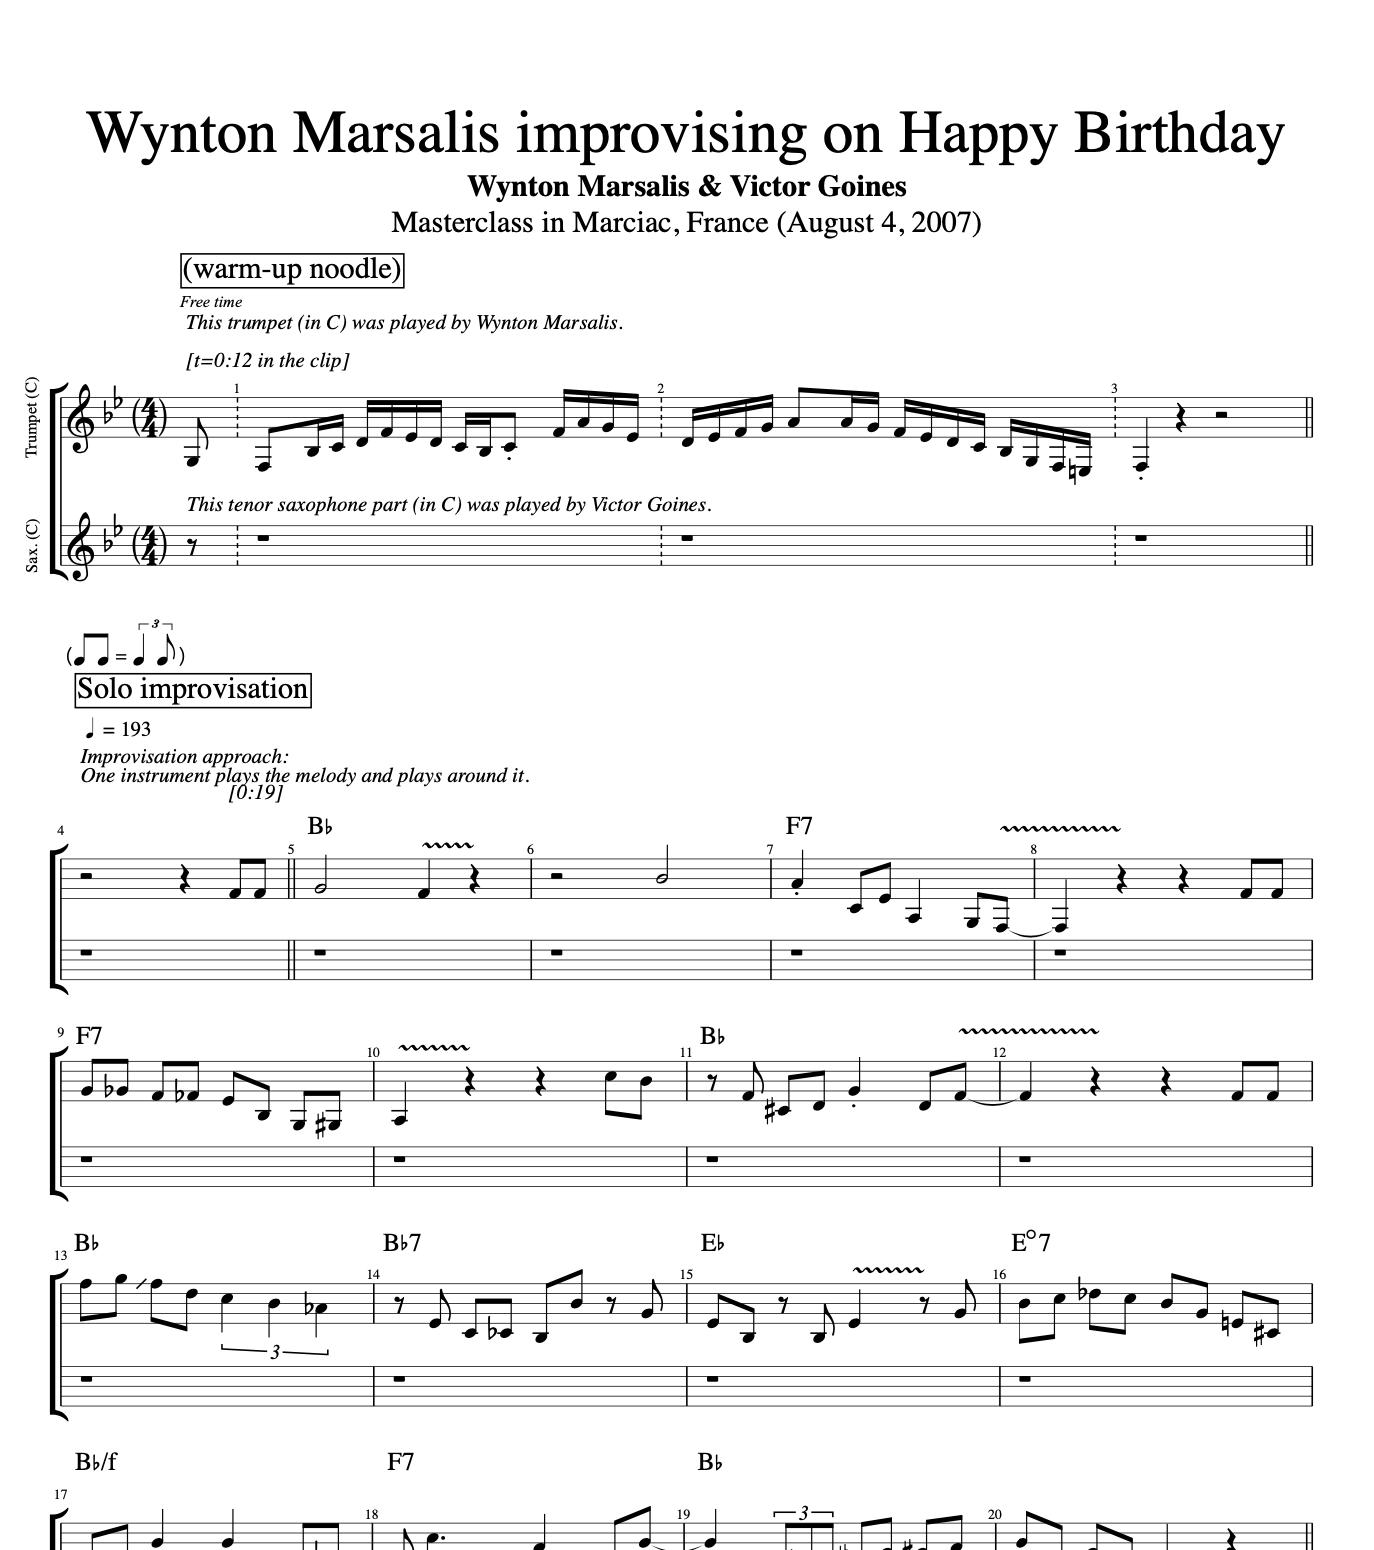 Wynton Marsalis improvising on Happy Birthday
Wynton Marsalis & Victor Goines
Masterclass in Marciac, France (August 4, 2007)
(warm-up noodle)
Free time
This trumpet (in C) was played by Wynton Marsalis.
[t=0:12 in the clip]
Trumpet (C)
4/4
1 2 3
This tenor saxophone part (in C) was played by Victor Goines.
Sax. (C)
4/4
3
( = )
Solo improvisation
♩ = 193
Improvisation approach:
One instrument plays the melody and plays around it.
[0:19]
B♭ F7
4 5 6 7 8
F7 B♭
9 10 11 12
B♭ B♭7 E♭ E°7
13 14 15 16
3
B♭/f F7 B♭
17 18 19 20
3